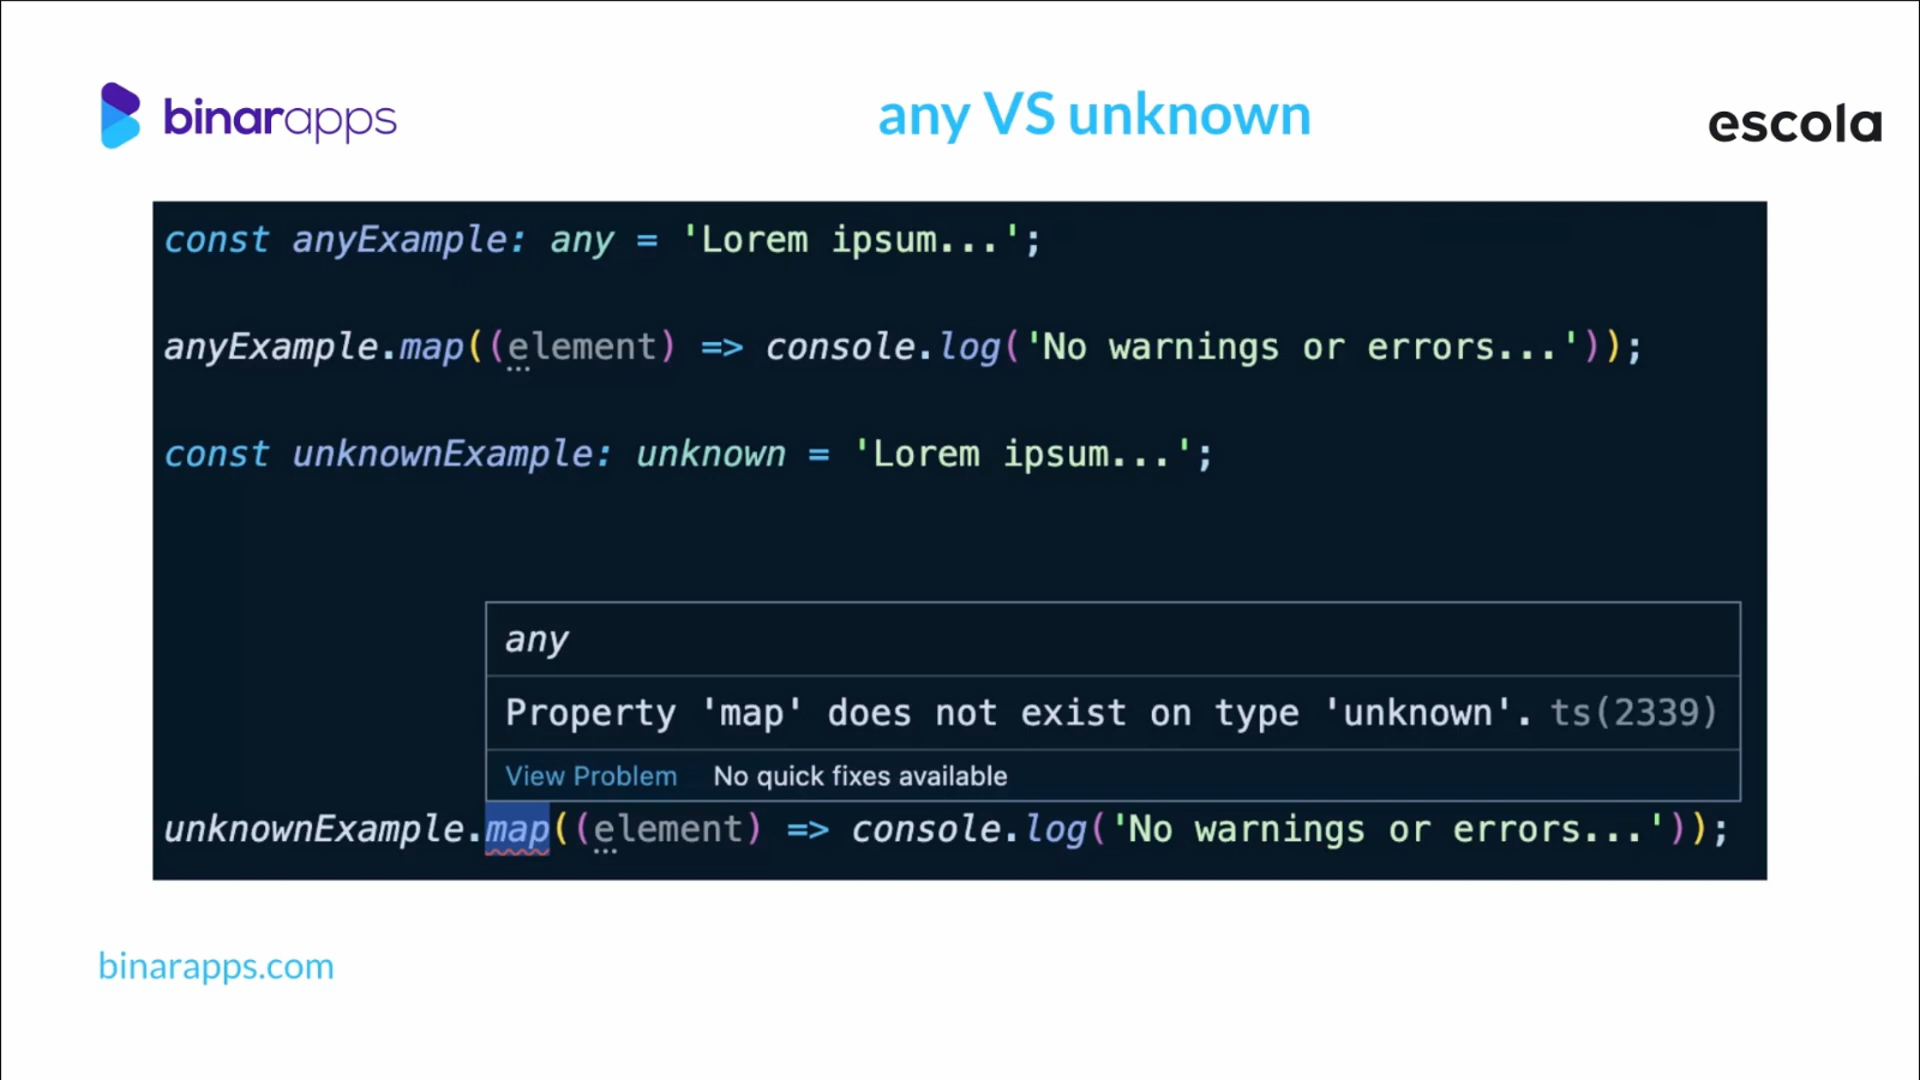 binarapps
any VS unknown
escola
const anyExample: any = 'Lorem ipsum...';
anyExample.map((element) => console.log('No warnings or errors...'));
const unknownExample: unknown = 'Lorem ipsum...';
any
Property 'map' does not exist on type 'unknown'. ts(2339)
View Problem No quick fixes available
unknownExample.map((element) => console.log('No warnings or errors...'));
binarapps.com